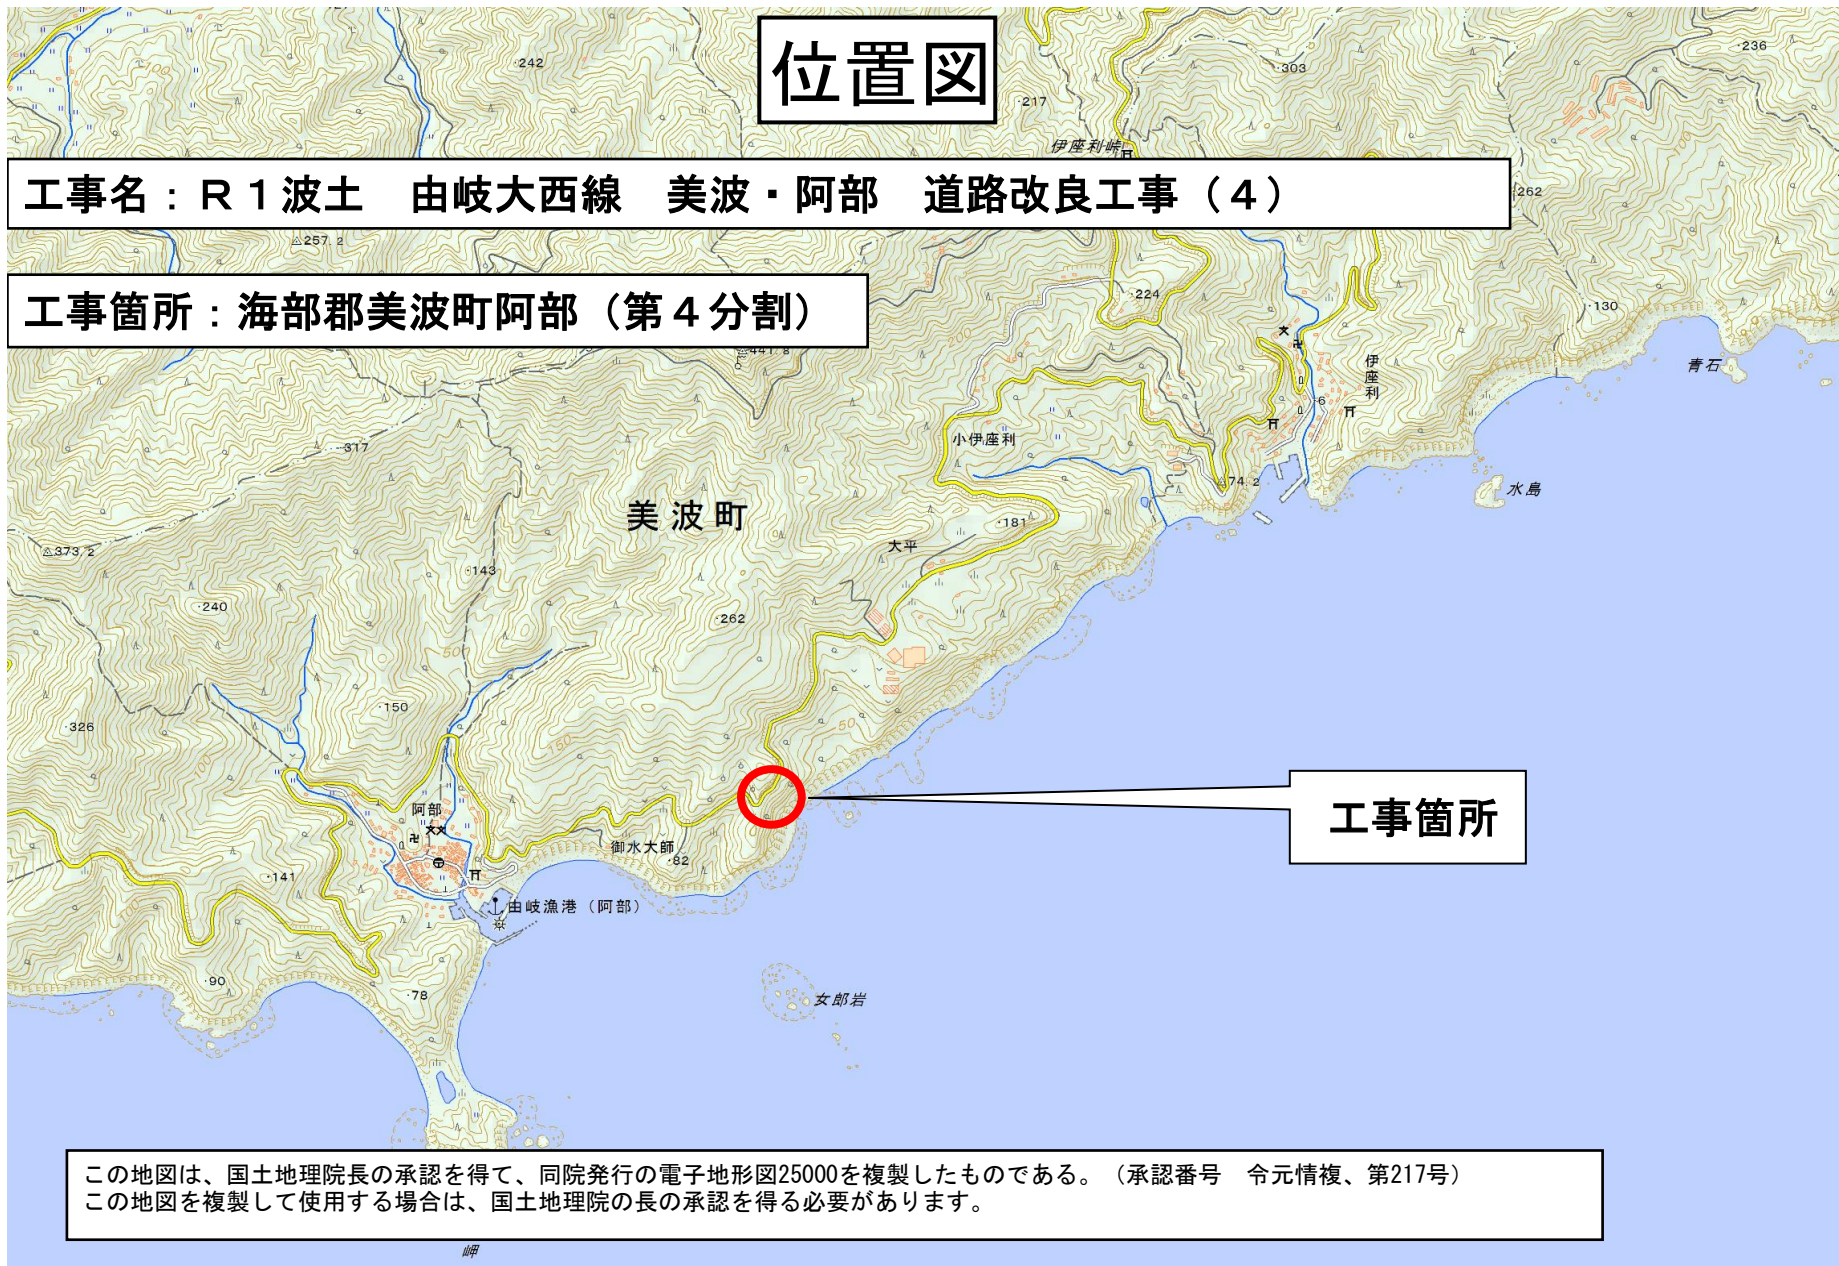 位置図
・242
・236
・303
・217
伊座利峠
工事名：Ｒ１波土　由岐大西線　美波・阿部　道路改良工事（４）
262
257.2
工事箇所：海部郡美波町阿部（第４分割）
・224
・130
441.8
200
青石
伊座利
6
小伊座利
・317
74.2
水島
美波町
・181
大平
373.2
・143
・240
・262
500
・326
・150
50
150
100
阿部
御水大師
・82
工事箇所
・141
100
由岐漁港（阿部）
・90
・78
女郎岩
この地図は、国土地理院長の承認を得て、同院発行の電子地形図25000を複製したものである。（承認番号　令元情複、第217号）
この地図を複製して使用する場合は、国土地理院の長の承認を得る必要があります。
岬